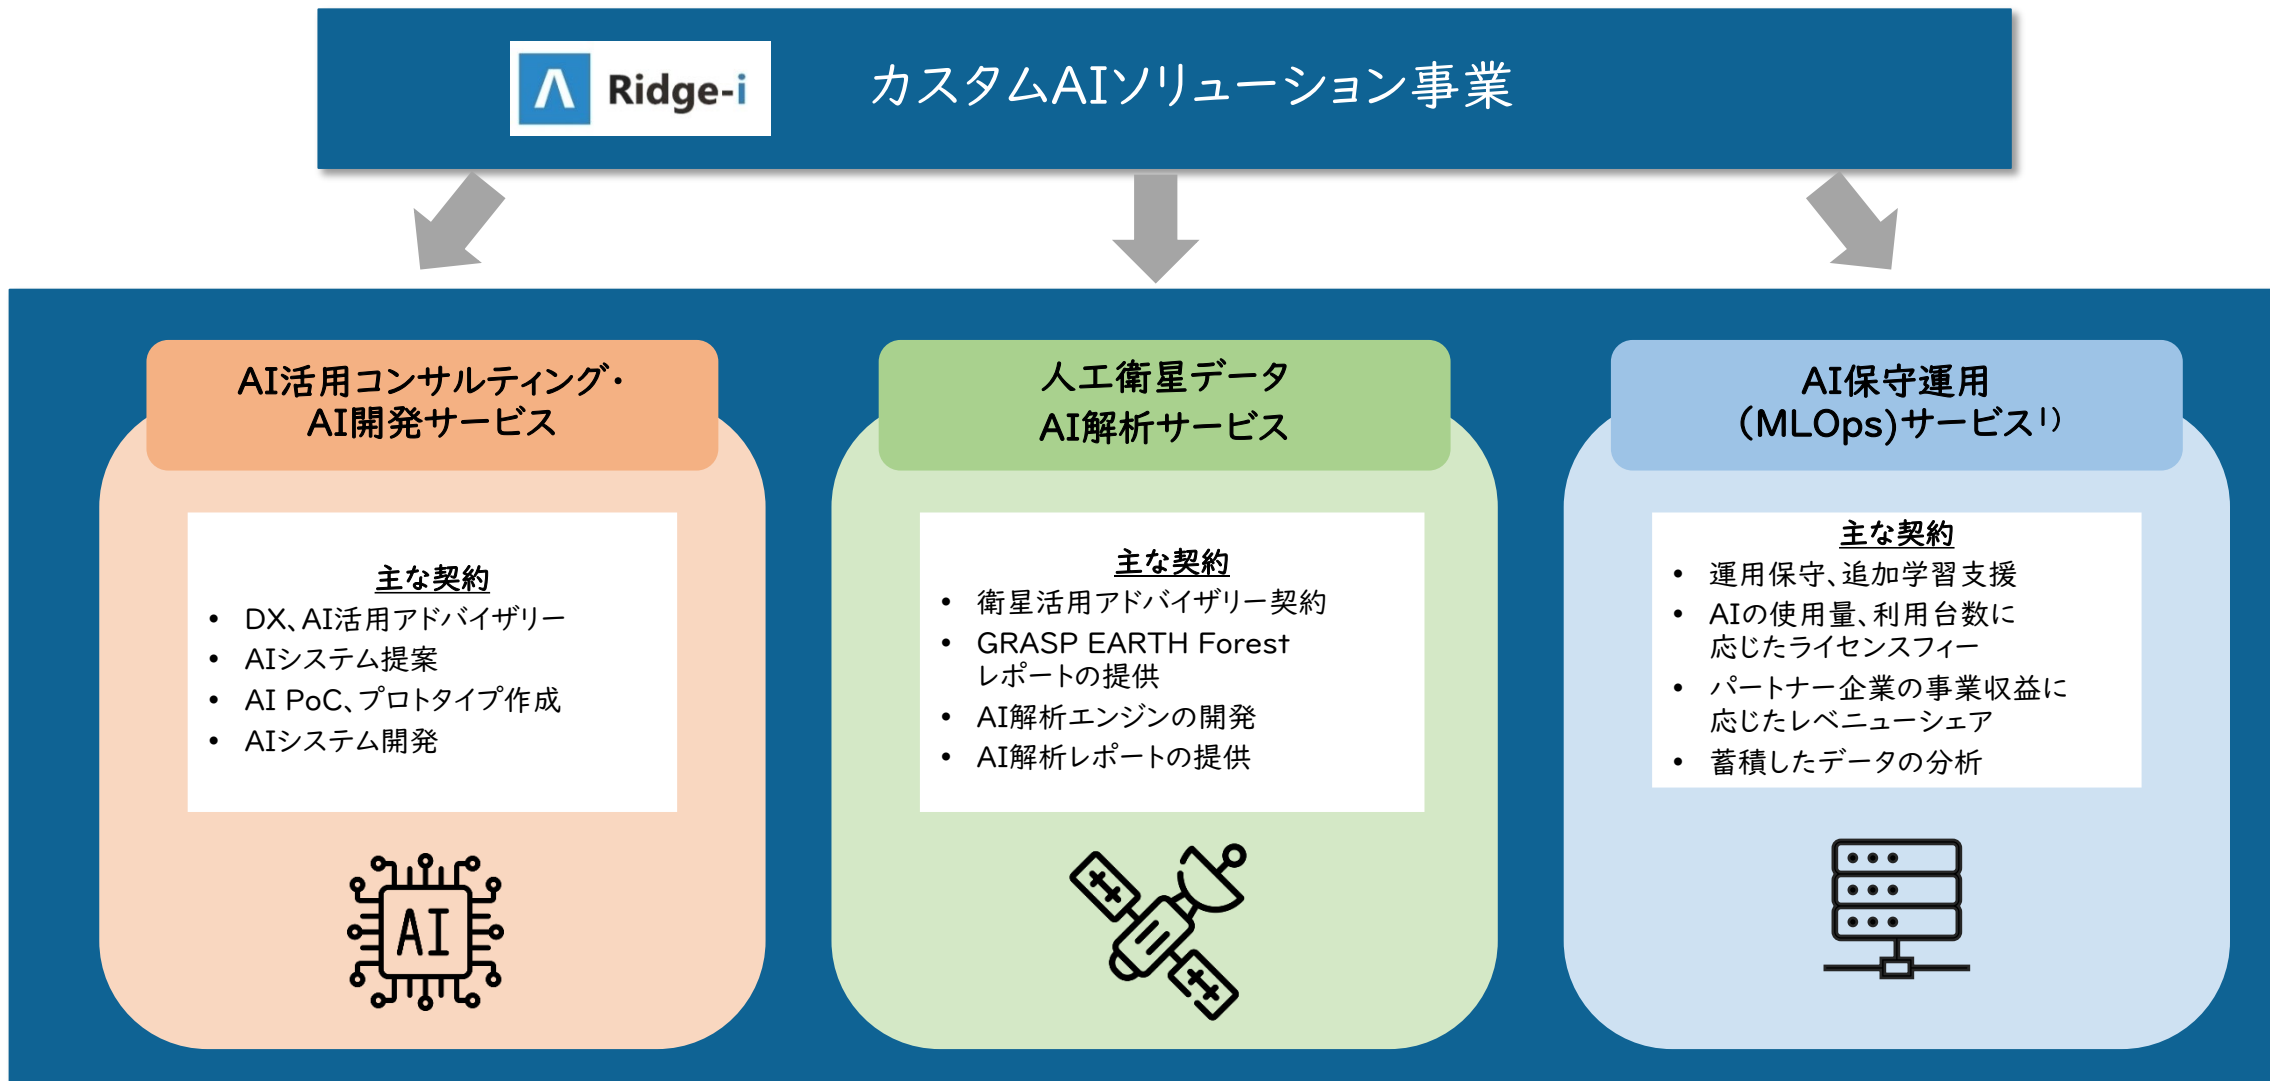 Ridge-i
カスタムAIソリューション事業
AI活用コンサルティング・
AI開発サービス
主な契約
• DX、AI活用アドバイザリー
• AIシステム提案
• AI PoC、プロトタイプ作成
• AIシステム開発
AI
人工衛星データ
AI解析サービス
主な契約
• 衛星活用アドバイザリー契約
• GRASP EARTH Forest
レポートの提供
• AI解析エンジンの開発
• AI解析レポートの提供
AI保守運用
(MLOps)サービス1)
主な契約
• 運用保守、追加学習支援
• AIの使用量、利用台数に
応じたライセンスフィー
• パートナー企業の事業収益に
応じたレベニューシェア
• 蓄積したデータの分析